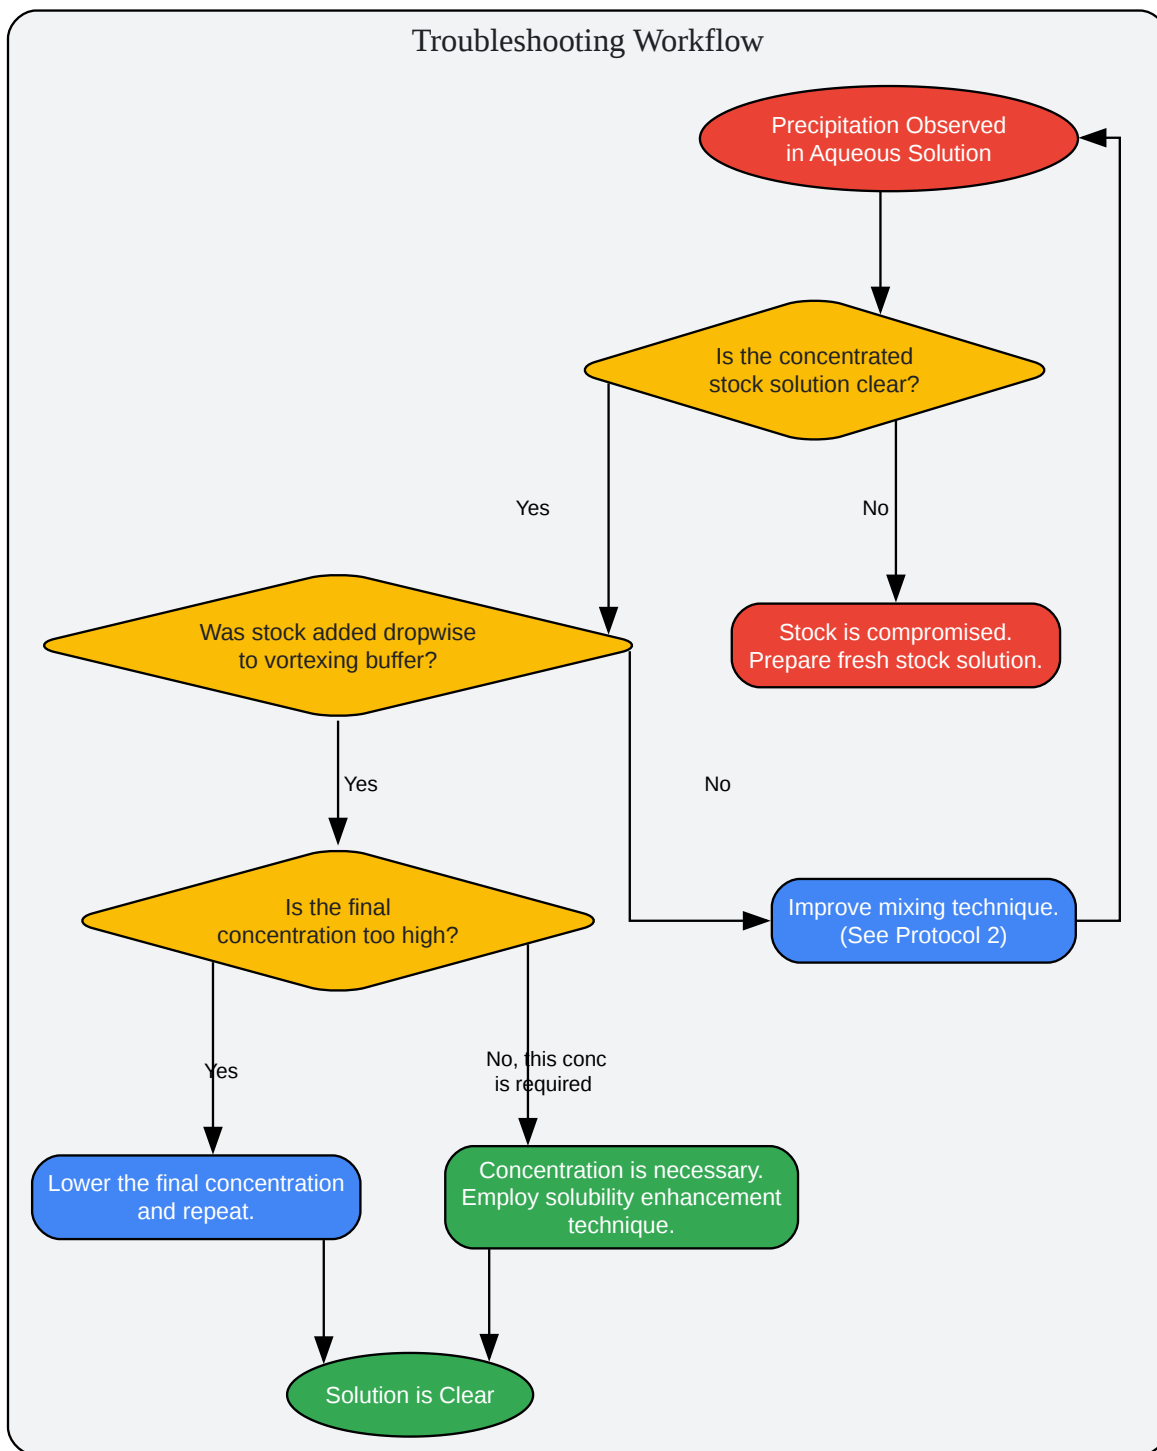 Troubleshooting Workflow
Precipitation Observed
in Aqueous Solution
Is the concentrated
stock solution clear?
Yes
No
Was stock added dropwise
to vortexing buffer?
Stock is compromised.
Prepare fresh stock solution.
Yes
No
Is the final
concentration too high?
Improve mixing technique.
(See Protocol 2)
Yes
No, this conc
is required
Lower the final concentration
and repeat.
Concentration is necessary.
Employ solubility enhancement
technique.
Solution is Clear